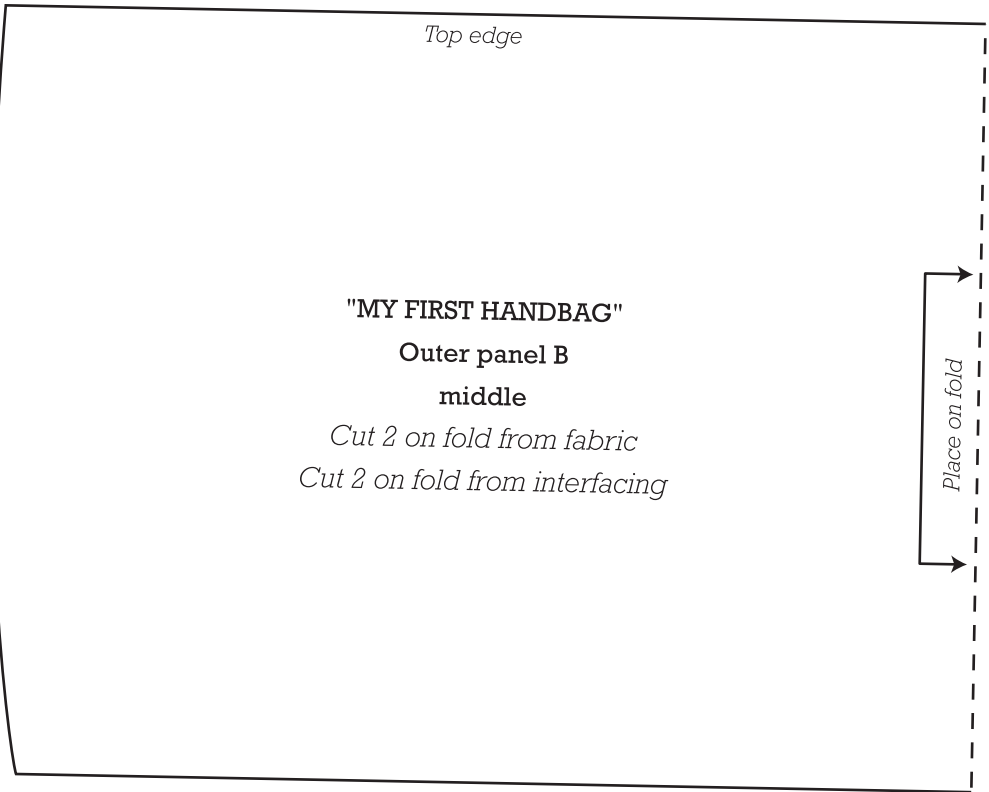 Top edge
"MY FIRST HANDBAG"
Outer panel B
middle
Cut 2 on fold from fabric
Cut 2 on fold from interfacing
Place on fold